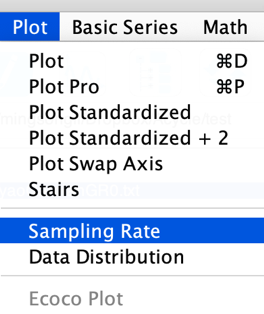 Plot Basic Series Math
Plot ⌘D
Plot Pro ⌘P
Plot Standardized
Plot Standardized + 2
Plot Swap Axis
Stairs
Sampling Rate
Data Distribution
Ecoco Plot